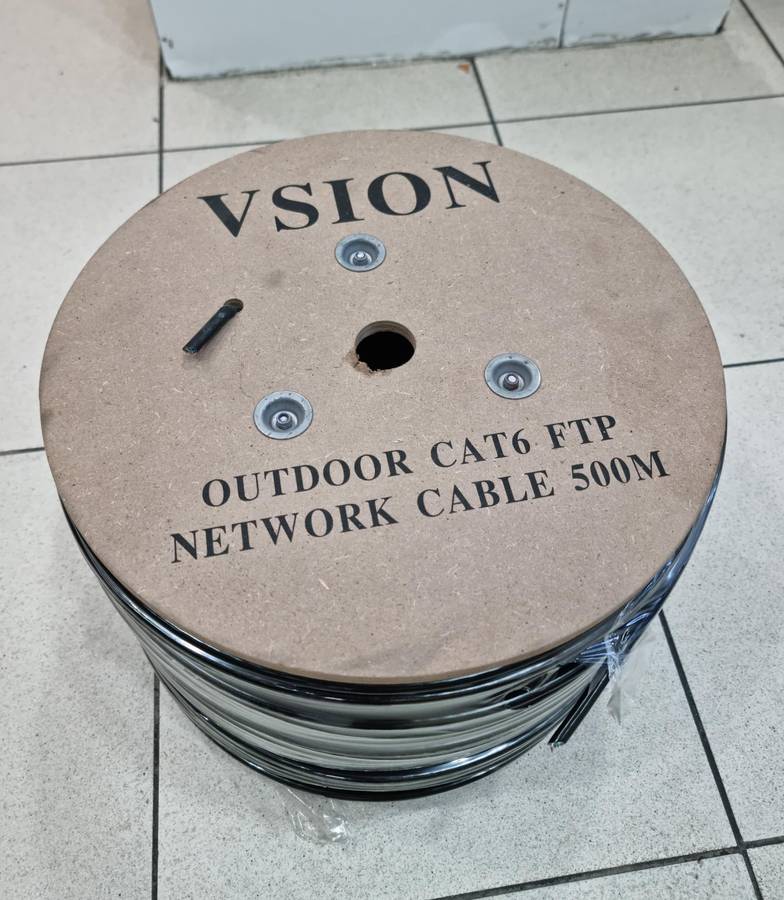 VSION
OUTDOOR CAT6 FTP
NETWORK CABLE 500M